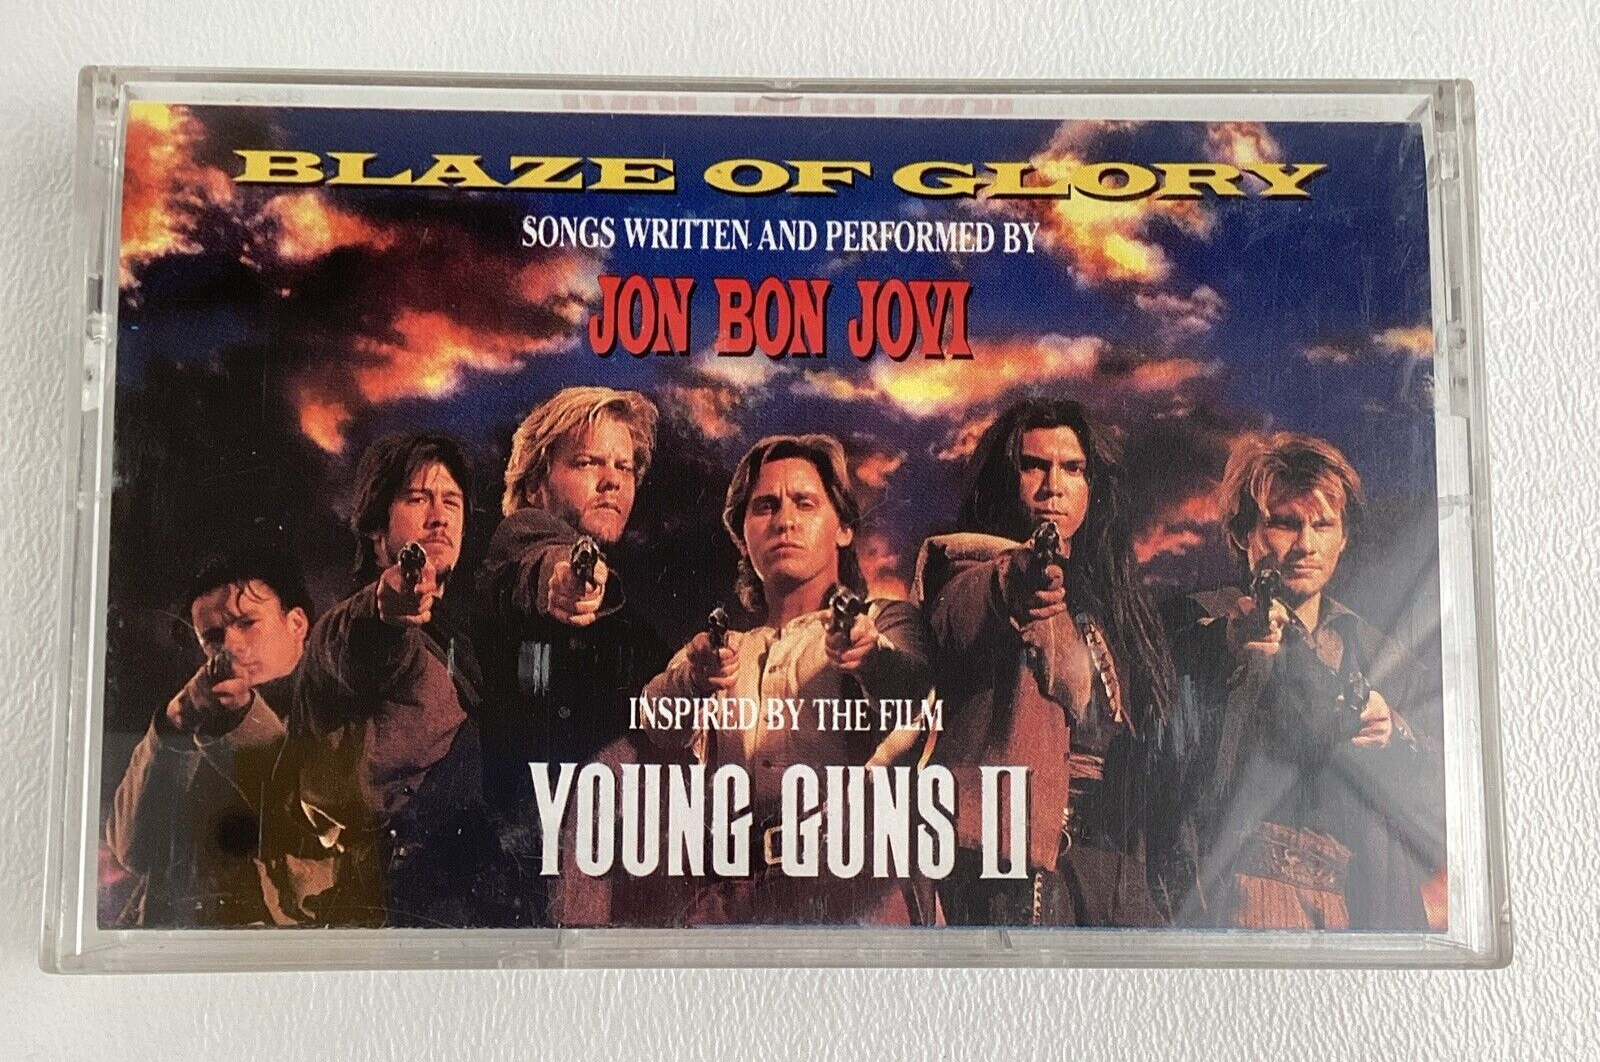 BLAZE OF GLORY
SONGS WRITTEN AND PERFORMED BY
JON BON JOVI
INSPIRED BY THE FILM
YOUNG GUNS II